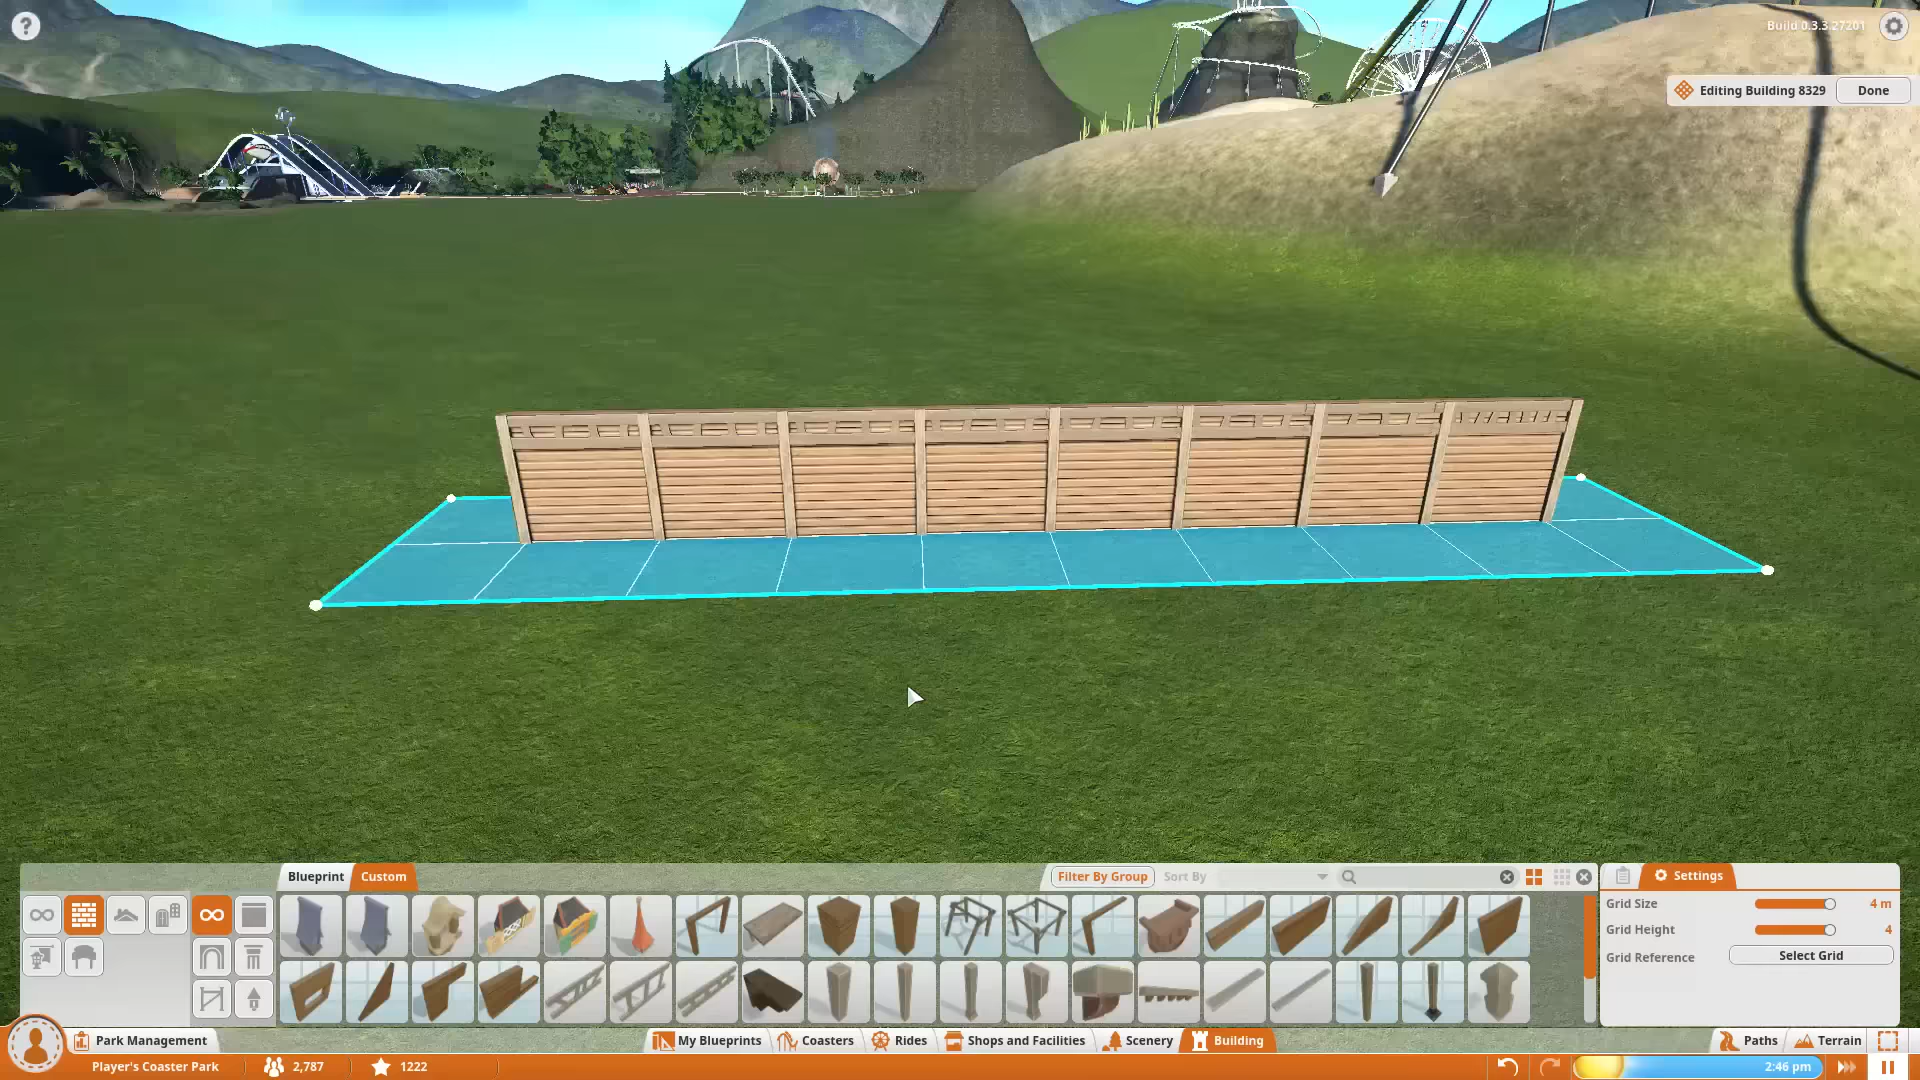 ?
Build 0.3.3.27201
Editing Building 8329 Done
Blueprint Custom
Filter By Group Sort By
Settings
Grid Size 4 m
Grid Height 4
Grid Reference Select Grid
Park Management My Blueprints Coasters Rides Shops and Facilities Scenery Building Paths Terrain
Player's Coaster Park 2,787 1222 2:46 pm